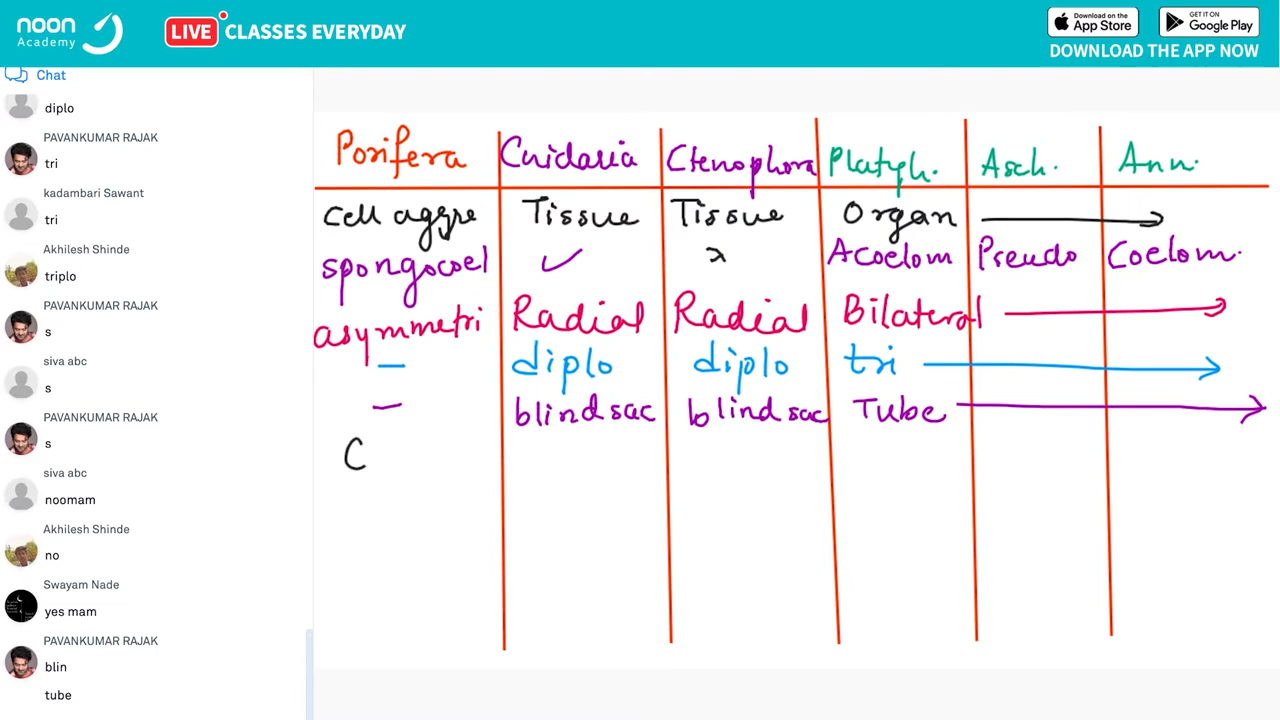 noon
Academy
LIVE CLASSES EVERYDAY
Download on the
App Store
GET IT ON
Google Play
DOWNLOAD THE APP NOW
Chat
diplo
PAVANKUMAR RAJAK
tri
kadambari Sawant
tri
Akhilesh Shinde
triplo
PAVANKUMAR RAJAK
s
siva abc
s
PAVANKUMAR RAJAK
s
siva abc
noomam
Akhilesh Shinde
no
Swayam Nade
yes mam
PAVANKUMAR RAJAK
blin
tube
Porifera Cnidaria Ctenophora Platyh. Asch. Ann.
Cell aggre Tissue Tissue Organ
spongocoel ✓ x Acoelom Pseudo Coelom.
asymmetri Radial Radial Bilateral
– diplo diplo tri
– blind sac blind sac Tube
C